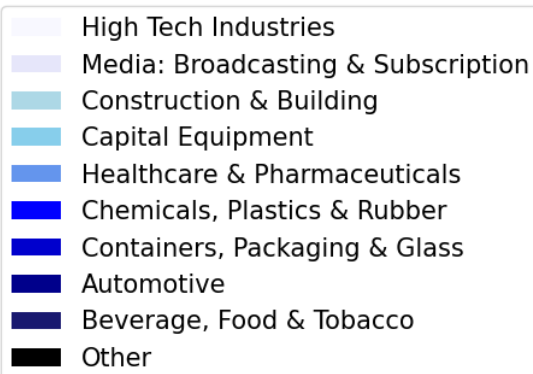 High Tech Industries
Media: Broadcasting & Subscription
Construction & Building
Capital Equipment
Healthcare & Pharmaceuticals
Chemicals, Plastics & Rubber
Containers, Packaging & Glass
Automotive
Beverage, Food & Tobacco
Other